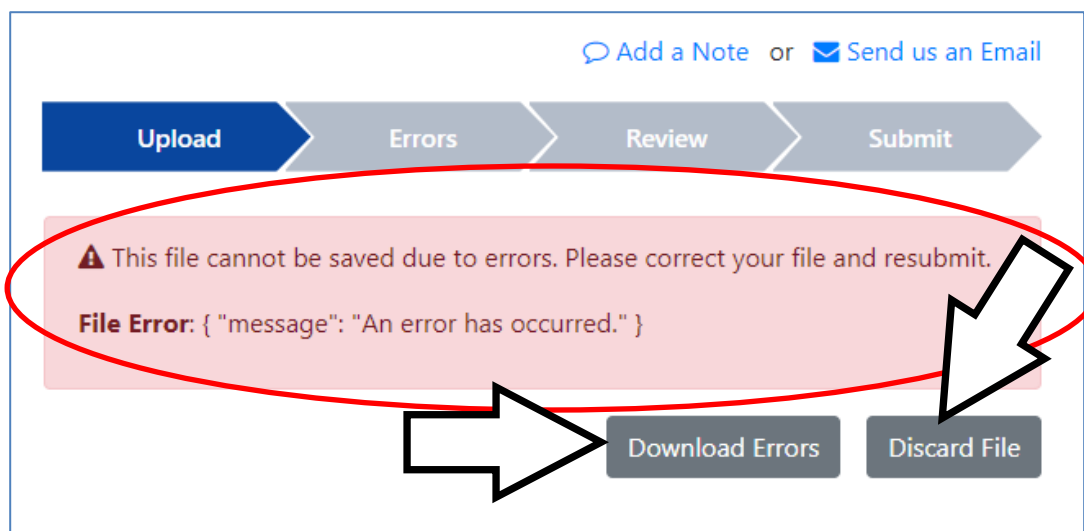 Add a Note or Send us an Email
Upload Errors Review Submit
This file cannot be saved due to errors. Please correct your file and resubmit.
File Error: { "message": "An error has occurred." }
Download Errors Discard File